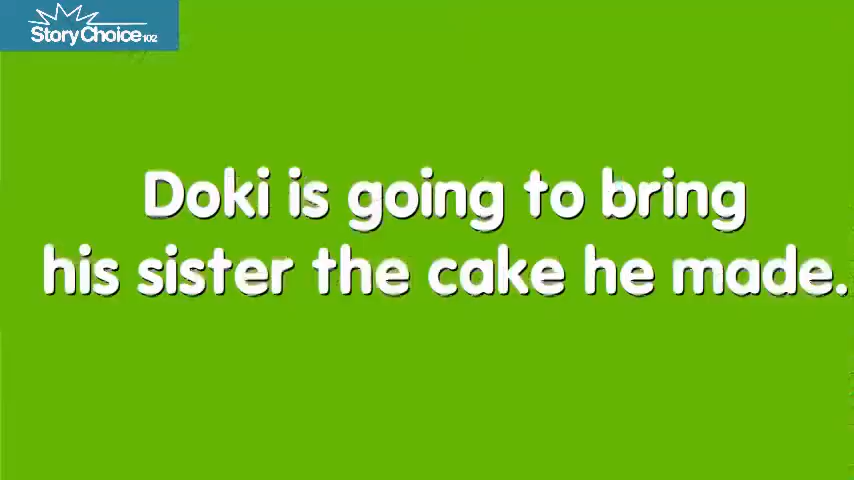 StoryChoice102
Doki is going to bring
his sister the cake he made.